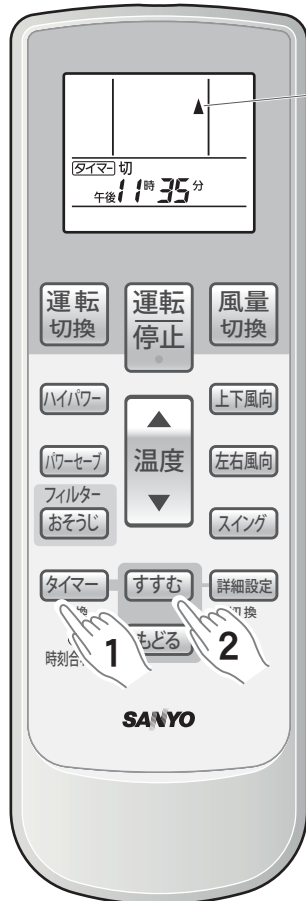 タイマー 切
午後 11時35分
運転切換
運転停止
風量切換
ハイパワー
上下風向
パワーセーブ
温度
左右風向
フィルター
おそうじ
スイング
タイマー
すすむ
詳細設定
換
切換
1
もどる
2
時刻合
SANYO